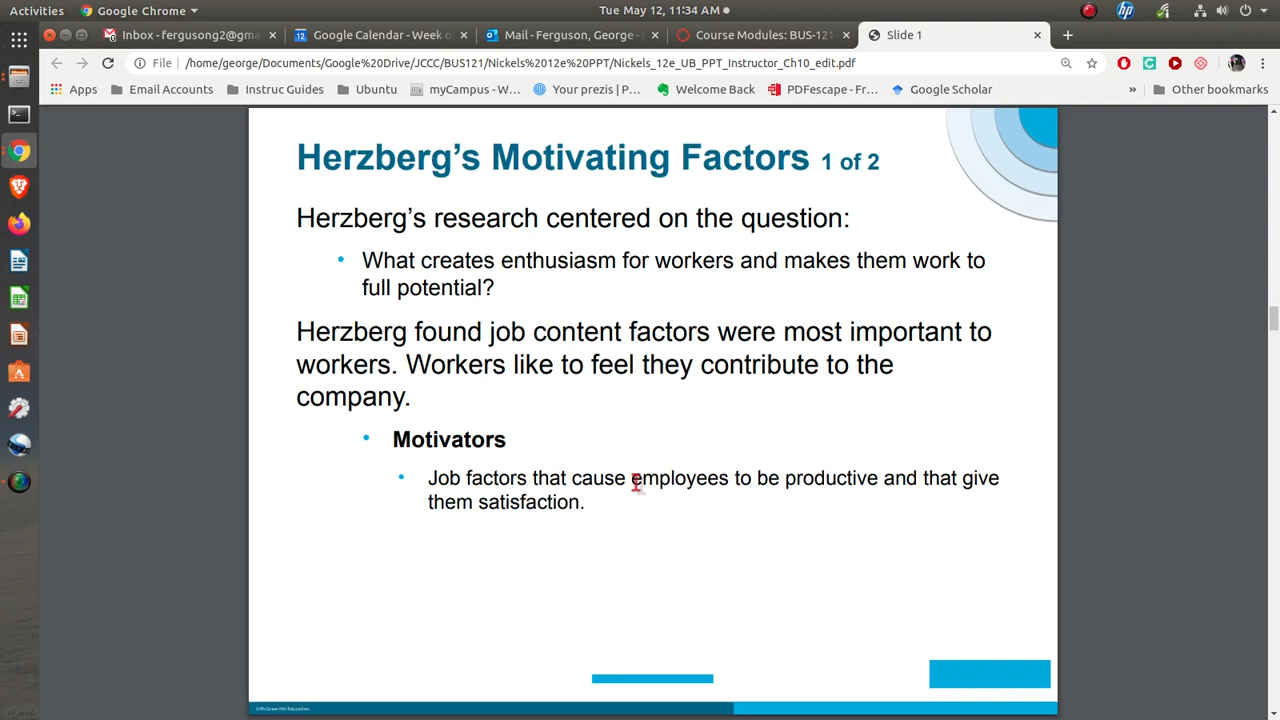 Activities
Google Chrome
Tue May 12, 11:34 AM
Inbox - fergusong2@gm
Google Calendar - Week o
Mail - Ferguson, George -
Course Modules: BUS-121
Slide 1
File
/home/george/Documents/Google%20Drive/JCCC/BUS121/Nickels%2012e%20PPT/Nickels_12e_UB_PPT_Instructor_Ch10_edit.pdf
Apps
Email Accounts
Instruc Guides
Ubuntu
myCampus - W...
Your prezis | P...
Welcome Back
PDFescape - Fr...
Google Scholar
»
Other bookmarks
Herzberg's Motivating Factors 1 of 2
Herzberg's research centered on the question:
• What creates enthusiasm for workers and makes them work to
full potential?
Herzberg found job content factors were most important to
workers. Workers like to feel they contribute to the
company.
• Motivators
• Job factors that cause employees to be productive and that give
them satisfaction.
©McGraw-Hill Education.